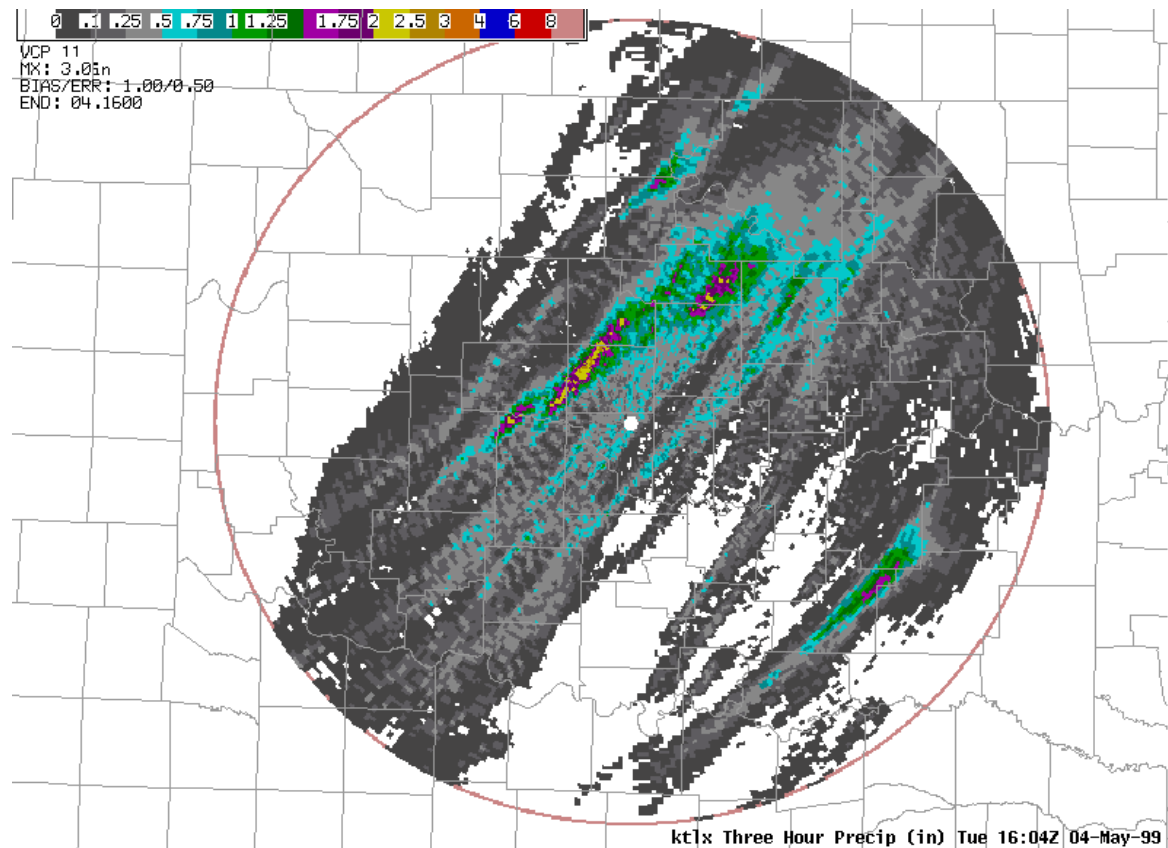 0 .1 .25 .5 .75 1 1.25 1.75 2 2.5 3 4 6 8
VCP 11
MX: 3.0in
BIAS/ERR: 1.00/0.50
END: 04.1600
ktlx Three Hour Precip (in) Tue 16:04Z 04-May-99